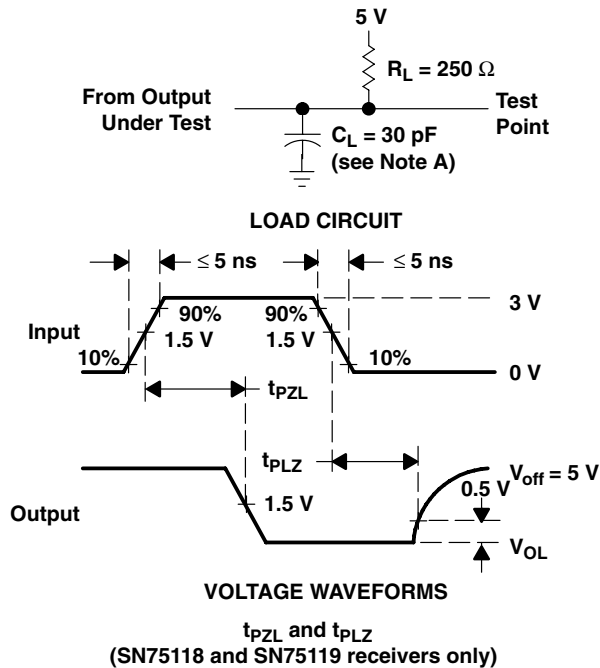 5 V
R_L = 250 Ω
From Output
Under Test
Test
Point
C_L = 30 pF
(see Note A)
LOAD CIRCUIT
≤ 5 ns
≤ 5 ns
Input
10%
90%
1.5 V
90%
1.5 V
10%
3 V
0 V
t_PZL
t_PLZ
Output
1.5 V
V_off = 5 V
0.5 V
V_OL
VOLTAGE WAVEFORMS
t_PZL and t_PLZ
(SN75118 and SN75119 receivers only)